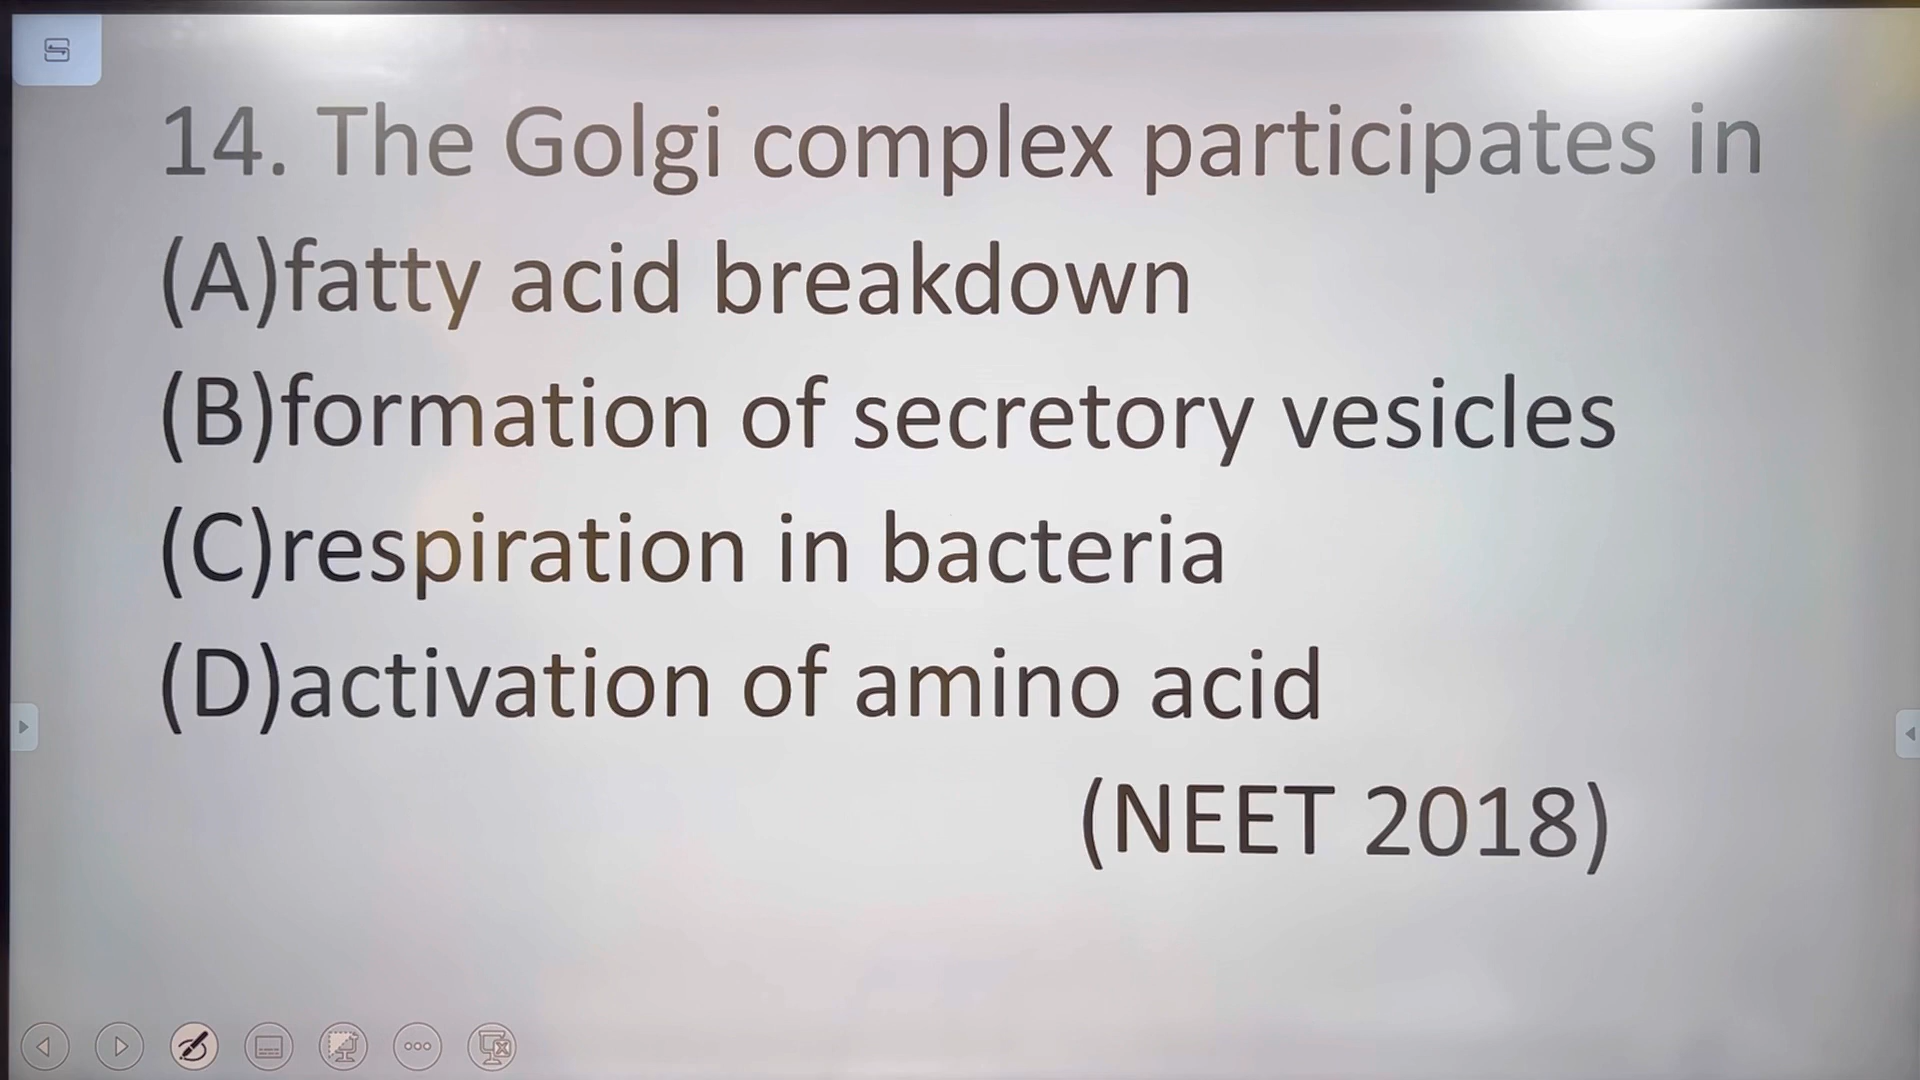 14. The Golgi complex participates in
(A)fatty acid breakdown
(B)formation of secretory vesicles
(C)respiration in bacteria
(D)activation of amino acid
(NEET 2018)